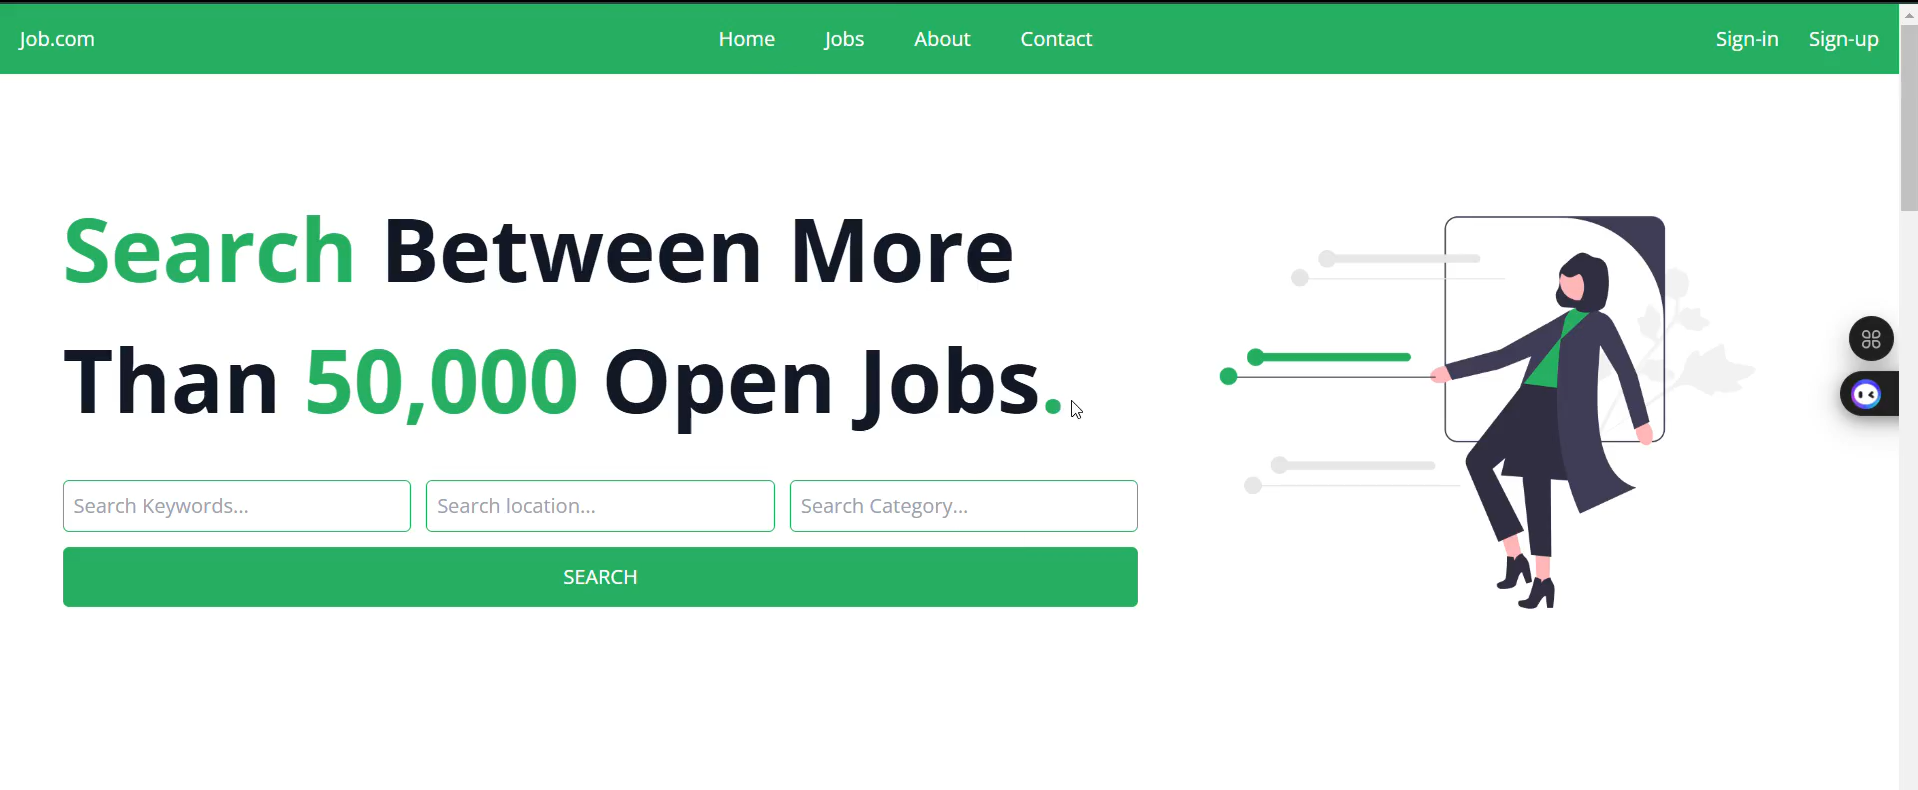 Job.com
Home Jobs About Contact
Sign-in Sign-up
Search Between More
Than 50,000 Open Jobs.
Search Keywords...
Search location...
Search Category...
SEARCH